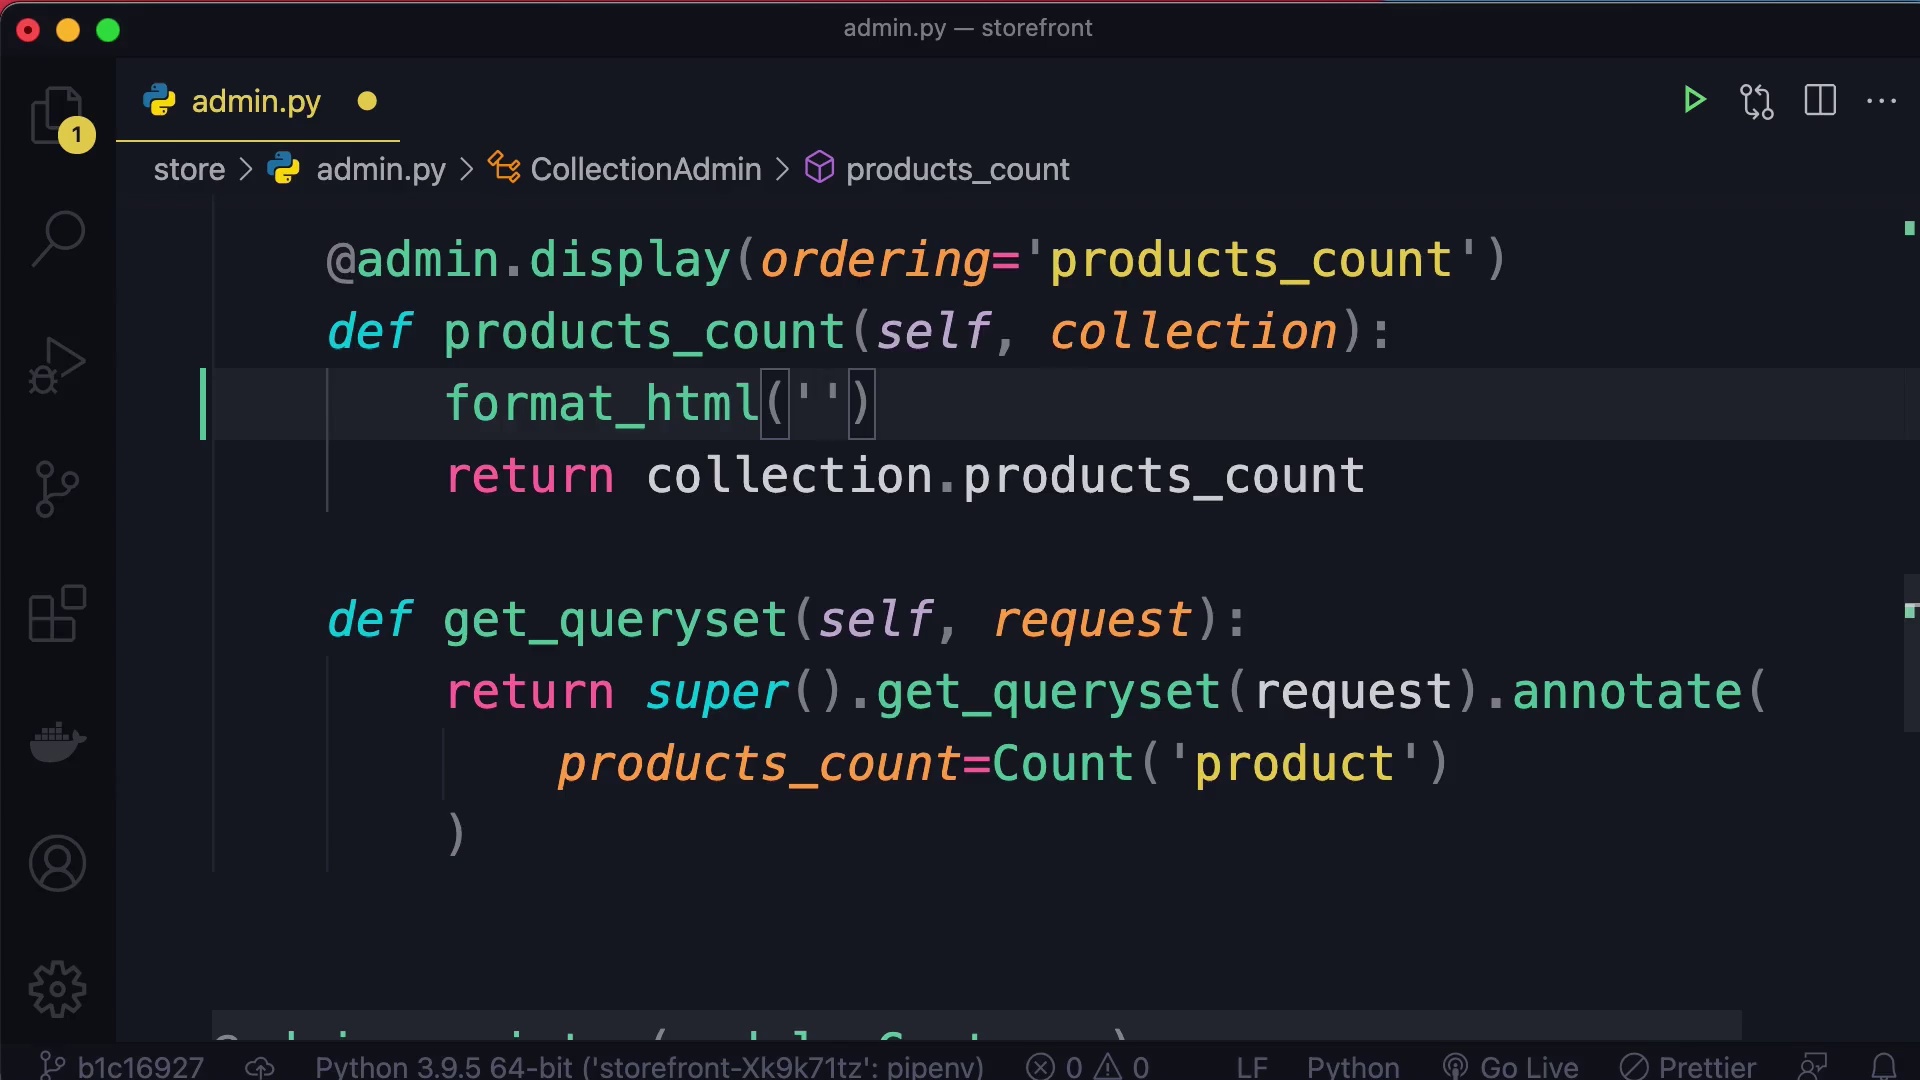 admin.py — storefront
admin.py
1
store > admin.py > CollectionAdmin > products_count
@admin.display(ordering='products_count')
def products_count(self, collection):
format_html('')
return collection.products_count
def get_queryset(self, request):
return super().get_queryset(request).annotate(
products_count=Count('product')
)
b1c16927 Python 3.9.5 64-bit ('storefront-Xk9k71tz': pipenv) 0 0 LF Python Go Live Prettier